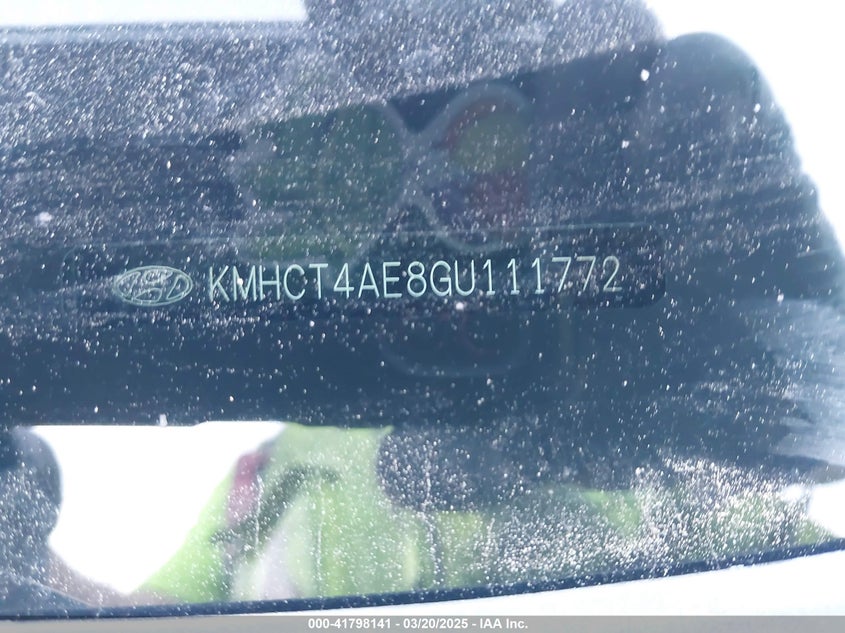 KMHCT4AE8GU111772
000-41798141 — 03/20/2025 — IAA Inc.